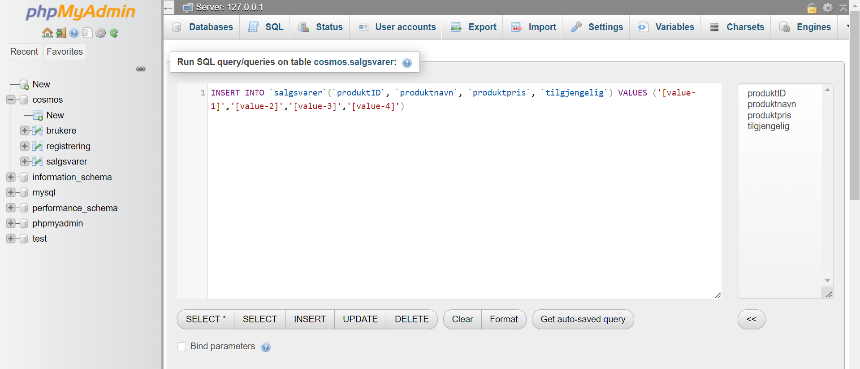 phpMyAdmin
Server: 127.0.0.1
Databases SQL Status User accounts Export Import Settings Variables Charsets Engines
Recent Favorites
New
cosmos
New
brukere
registrering
salgsvarer
information_schema
mysql
performance_schema
phpmyadmin
test
Run SQL query/queries on table cosmos.salgsvarer:
1 INSERT INTO `salgsvarer`(`produktID`, `produktnavn`, `produktpris`, `tilgjengelig`) VALUES ('[value-
1]','[value-2]','[value-3]','[value-4]')
produktID
produktnavn
produktpris
tilgjengelig
SELECT * SELECT INSERT UPDATE DELETE Clear Format Get auto-saved query <<
Bind parameters